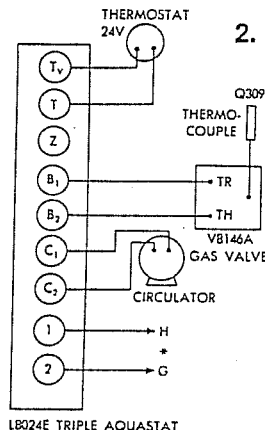 THERMOSTAT
24V
2.
TV
T
Z
B1
B2
C1
C2
1
2
Q309
THERMO-
COUPLE
TR
TH
V8146A
GAS VALVE
CIRCULATOR
H
*
G
L8024E TRIPLE AQUASTAT